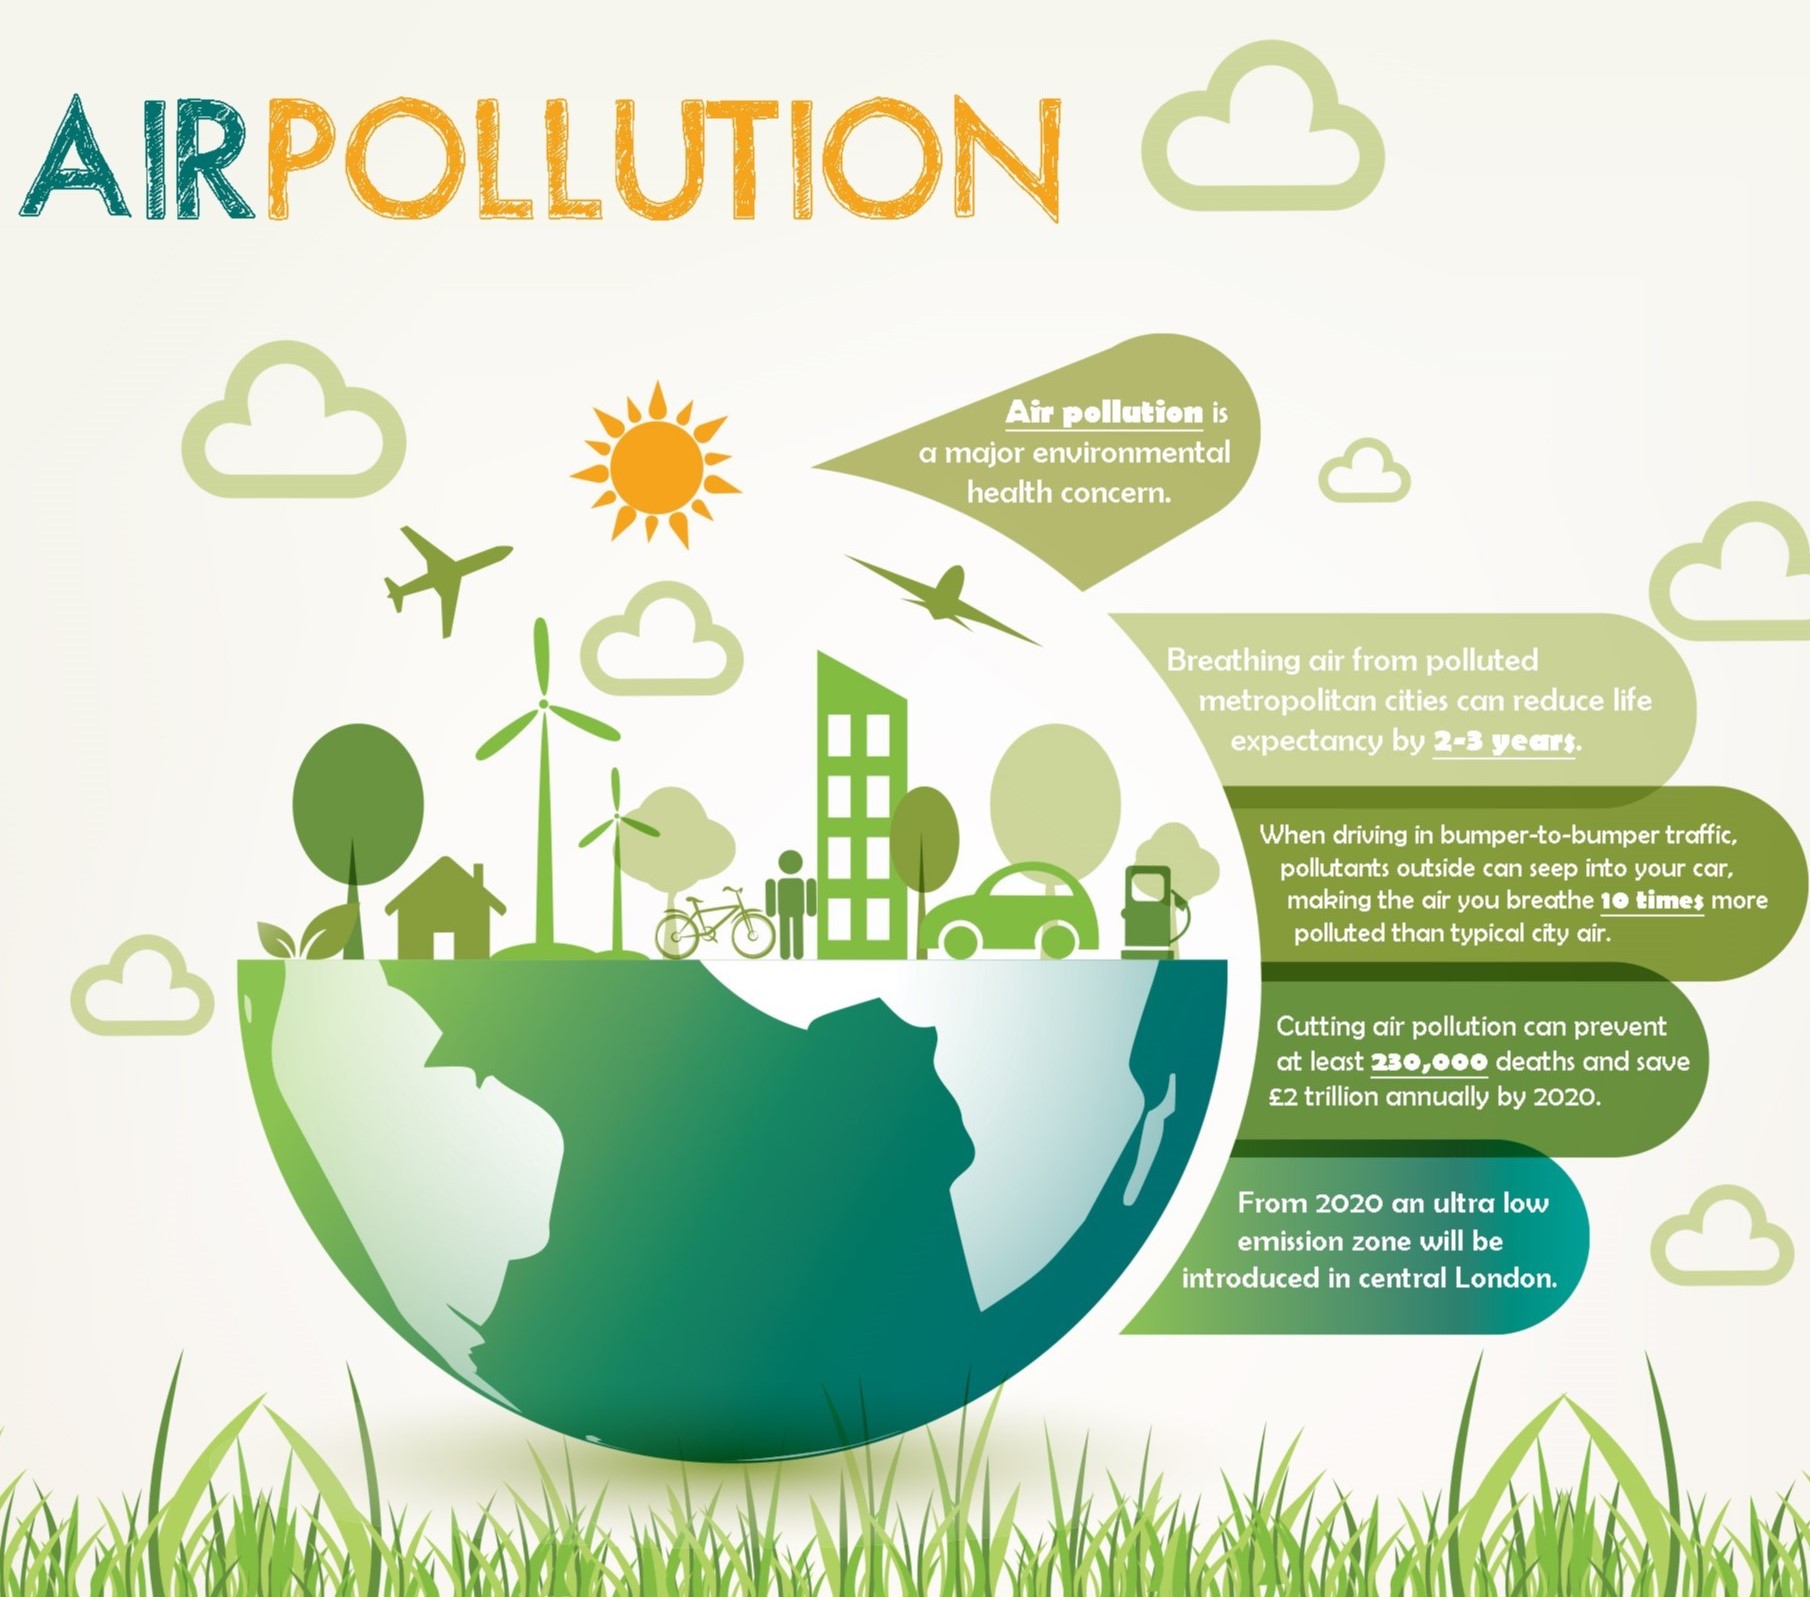 AIRPOLLUTION
Air pollution is
a major environmental
health concern.
Breathing air from polluted
metropolitan cities can reduce life
expectancy by 2-3 years.
When driving in bumper-to-bumper traffic,
pollutants outside can seep into your car,
making the air you breathe 10 times more
polluted than typical city air.
Cutting air pollution can prevent
at least 230,000 deaths and save
£2 trillion annually by 2020.
From 2020 an ultra low
emission zone will be
introduced in central London.